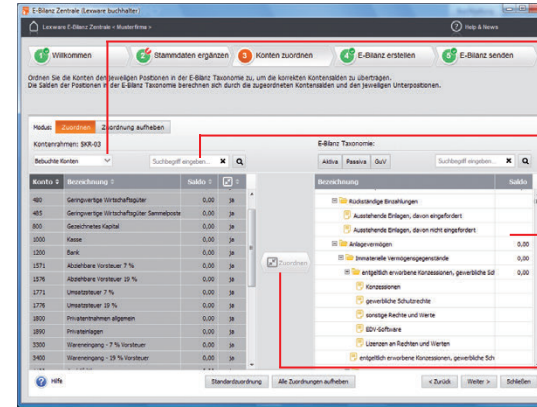 E-Bilanz Zentrale (Lexware buchhalter)
Lexware E-Bilanz Zentrale < Musterfirma >
Help & News
Willkommen
Stammdaten ergänzen
3 Konten zuordnen
E-Bilanz erstellen
E-Bilanz senden
Ordnen Sie die Konten den jeweiligen Positionen in der E-Bilanz Taxonomie zu, um die korrekten Kontensalden zu übertragen.
Die Salden der Positionen in der E-Bilanz Taxonomie berechnen sich durch die zugeordneten Kontensalden und den jeweiligen Unterpositionen.
Modus: Zuordnen Zuordnung aufheben
Kontenrahmen: SKR-03
E-Bilanz Taxonomie:
Bebuchte Konten
Suchbegriff eingeben...
Aktiva Passiva GuV
Suchbegriff eingeben...
Konto Bezeichnung Saldo
Bezeichnung Saldo
480 Geringwertige Wirtschaftsgüter 0,00 ja
485 Geringwertige Wirtschaftsgüter Sammelposte 0,00 ja
800 Gezeichnetes Kapital 0,00 ja
1000 Kasse 0,00 ja
1200 Bank 0,00 ja
1571 Abziehbare Vorsteuer 7 % 0,00 ja
1576 Abziehbare Vorsteuer 19 % 0,00 ja
1771 Umsatzsteuer 7 % 0,00 ja
1776 Umsatzsteuer 19 % 0,00 ja
1800 Privatentnahmen allgemein 0,00 ja
1890 Privateinlagen 0,00 ja
3300 Wareneingang - 7 % Vorsteuer 0,00 ja
3400 Wareneingang - 19 % Vorsteuer 0,00 ja
Zuordnen
Rückständige Einzahlungen
Ausstehende Einlagen, davon eingefordert
Ausstehende Einlagen, davon nicht eingefordert
Anlagevermögen 0,00
Immaterielle Vermögensgegenstände 0,00
entgeltlich erworbene Konzessionen, gewerbliche Sd 0,00
Konzessionen
gewerbliche Schutzrechte
sonstige Rechte und Werte
EDV-Software
Lizenzen an Rechten und Werten
entgeltlich erworbene Konzessionen, gewerbliche Sch
Hilfe
Standardzuordnung
Alle Zuordnungen aufheben
< Zurück
Weiter >
Schließen